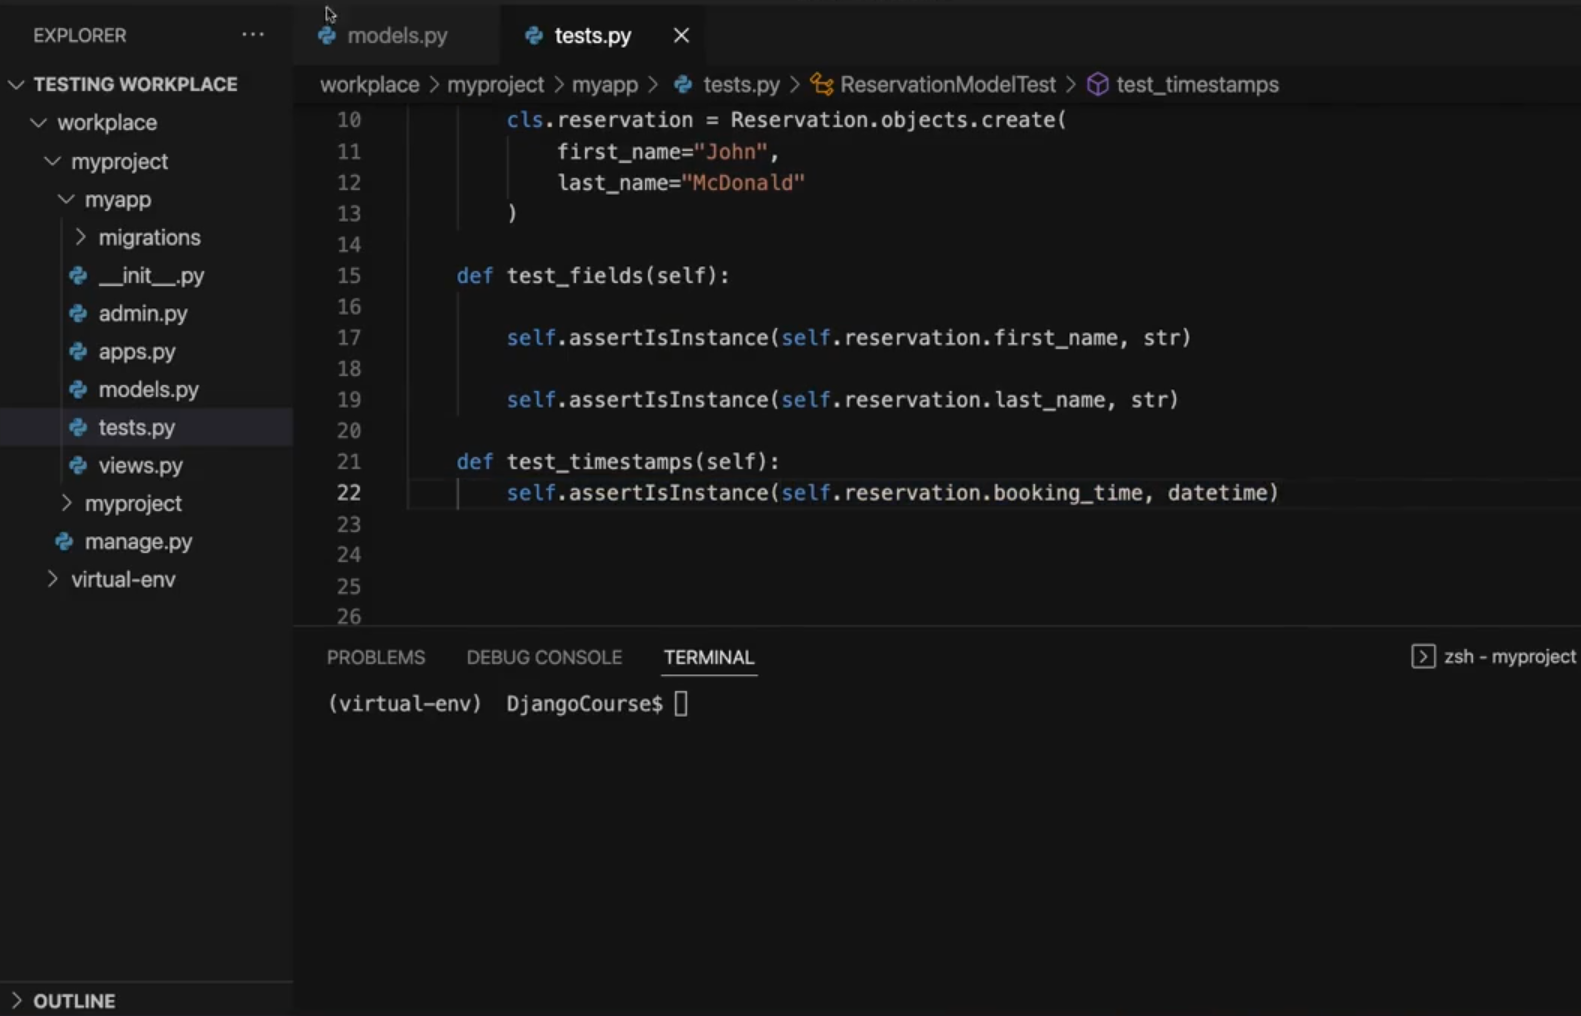 EXPLORER
TESTING WORKPLACE
workplace
myproject
myapp
migrations
__init__.py
admin.py
apps.py
models.py
tests.py
views.py
myproject
manage.py
virtual-env
OUTLINE
models.py
tests.py
workplace > myproject > myapp > tests.py > ReservationModelTest > test_timestamps
10 cls.reservation = Reservation.objects.create(
11 first_name="John",
12 last_name="McDonald"
13 )
14
15 def test_fields(self):
16
17 self.assertIsInstance(self.reservation.first_name, str)
18
19 self.assertIsInstance(self.reservation.last_name, str)
20
21 def test_timestamps(self):
22 self.assertIsInstance(self.reservation.booking_time, datetime)
23
24
25
26
PROBLEMS DEBUG CONSOLE TERMINAL zsh - myproject
(virtual-env) DjangoCourse$